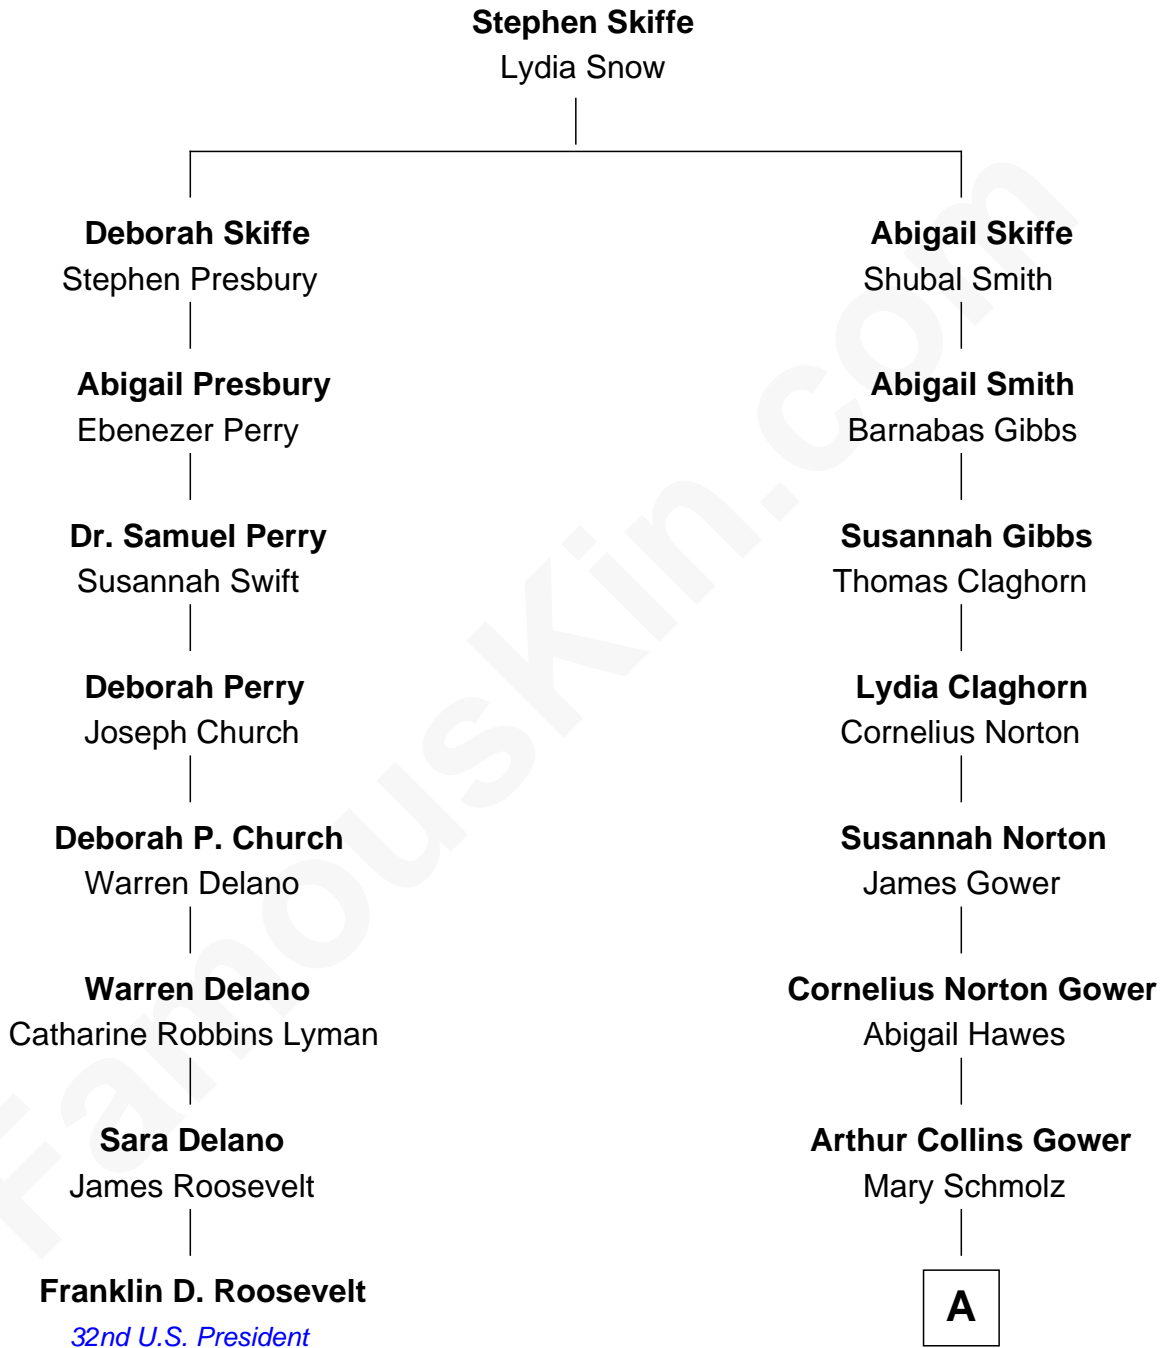 Stephen Skiffe
Lydia Snow
Deborah Skiffe
Stephen Presbury
Abigail Skiffe
Shubal Smith
Abigail Presbury
Ebenezer Perry
Abigail Smith
Barnabas Gibbs
Dr. Samuel Perry
Susannah Swift
Susannah Gibbs
Thomas Claghorn
Deborah Perry
Joseph Church
Lydia Claghorn
Cornelius Norton
Deborah P. Church
Warren Delano
Susannah Norton
James Gower
Warren Delano
Catharine Robbins Lyman
Cornelius Norton Gower
Abigail Hawes
Sara Delano
James Roosevelt
Arthur Collins Gower
Mary Schmolz
Franklin D. Roosevelt
32nd U.S. President
A
FamousKin.com